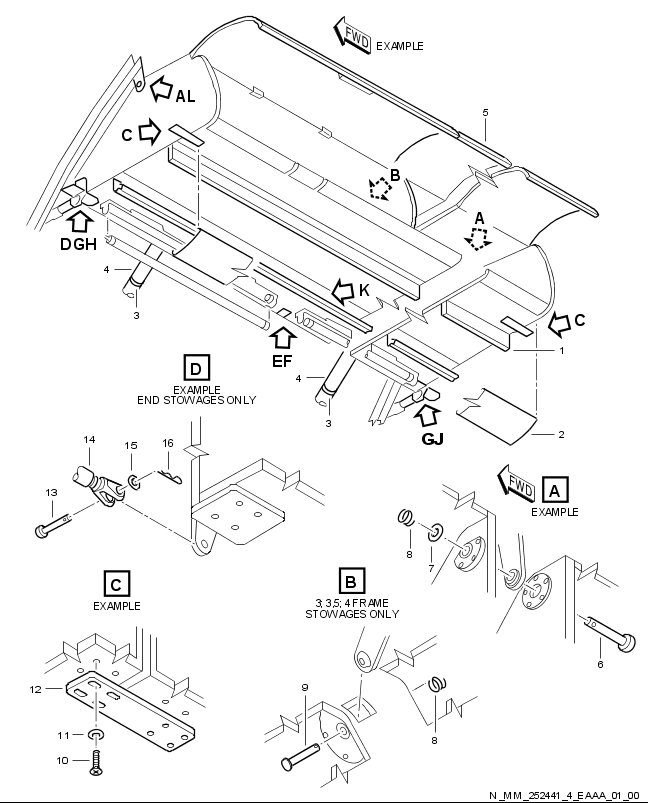 FWD
EXAMPLE
5
AL
C
B
A
DGH
4
3
K
C
EF
1
4
3
GJ
2
D
EXAMPLE
END STOWAGES ONLY
14
15
16
13
FWD
A
EXAMPLE
8
7
6
C
EXAMPLE
B
3; 3,5; 4 FRAME
STOWAGES ONLY
12
11
10
9
8
N_MM_252441_4_EAAA_01_00